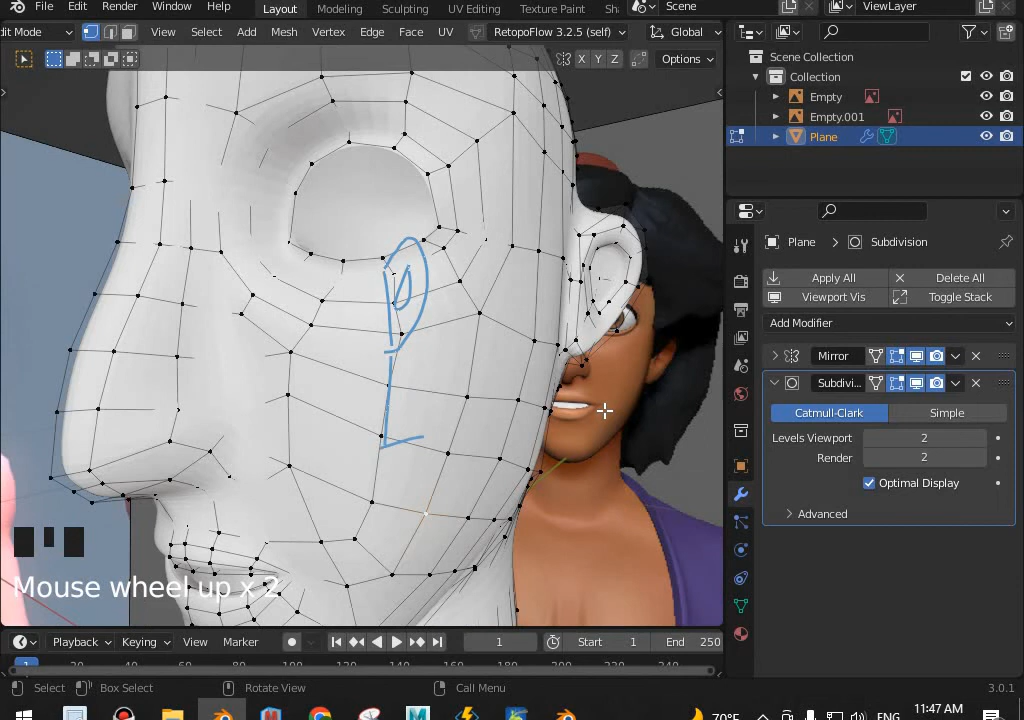 File Edit Render Window Help Layout Modeling Sculpting UV Editing Texture Paint Sh Scene ViewLayer
dit Mode View Select Add Mesh Vertex Edge Face UV RetopoFlow 3.2.5 (self) Global
X Y Z Options
Scene Collection
Collection
Empty
Empty.001
Plane
Plane Subdivision
Apply All Delete All
Viewport Vis Toggle Stack
Add Modifier
Mirror
Subdivi...
Catmull-Clark Simple
Levels Viewport 2
Render 2
Optimal Display
Advanced
Mouse wheel up x 2
Playback Keying View Marker 1 Start 1 End 250
1
Select Box Select Rotate View Call Menu 3.0.1
70°F ENG 11:47 AM